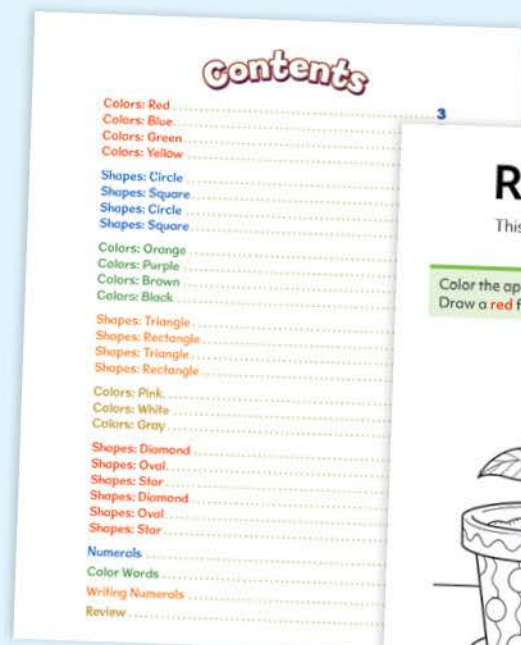 Contents
Colors: Red 3
Colors: Blue
Colors: Green
Colors: Yellow
Shapes: Circle
Shapes: Square
Shapes: Circle
Shapes: Square
Colors: Orange
Colors: Purple
Colors: Brown
Colors: Black
Shapes: Triangle
Shapes: Rectangle
Shapes: Triangle
Shapes: Rectangle
Colors: Pink
Colors: White
Colors: Gray
Shapes: Diamond
Shapes: Oval
Shapes: Star
Shapes: Diamond
Shapes: Oval
Shapes: Star
Numerals
Color Words
Writing Numerals
Review
R
This
Color the ap
Draw a red f